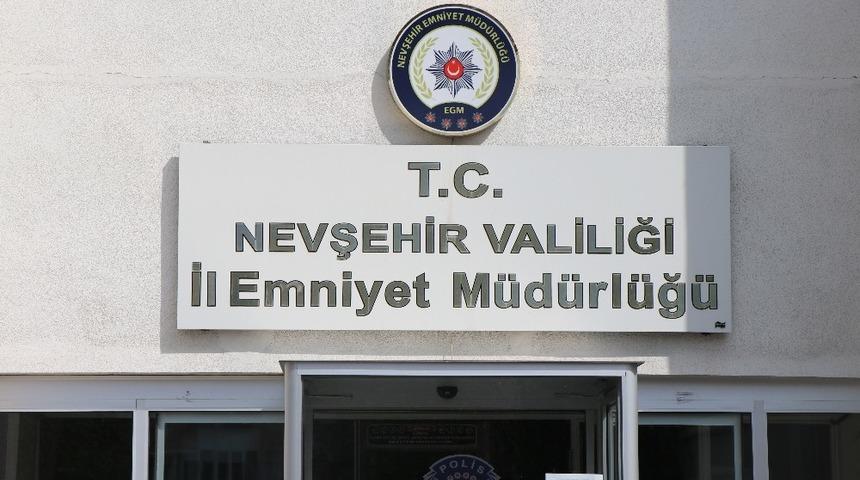 NEVŞEHİR EMNİYET MÜDÜRLÜĞÜ
EGM
T.C.
NEVŞEHİR VALİLİĞİ
İl Emniyet Müdürlüğü
POLİS